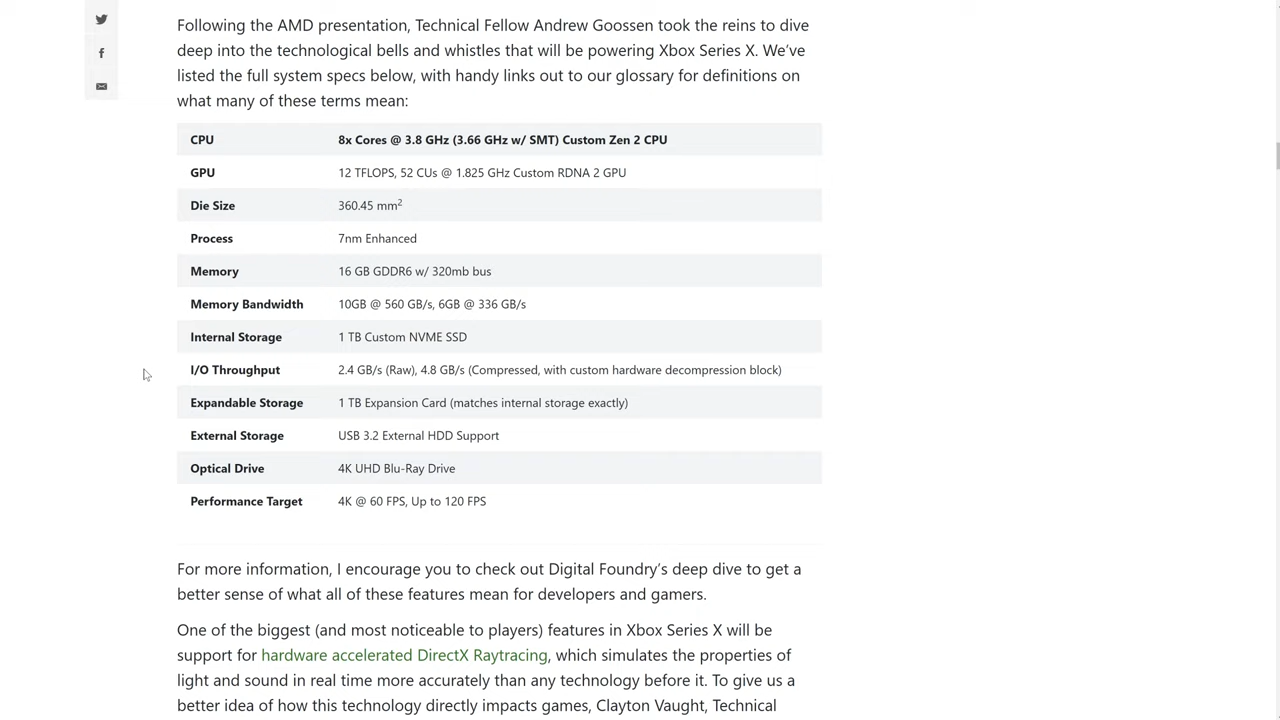 Following the AMD presentation, Technical Fellow Andrew Goossen took the reins to dive
deep into the technological bells and whistles that will be powering Xbox Series X. We've
listed the full system specs below, with handy links out to our glossary for definitions on
what many of these terms mean:
CPU 8x Cores @ 3.8 GHz (3.66 GHz w/ SMT) Custom Zen 2 CPU
GPU 12 TFLOPS, 52 CUs @ 1.825 GHz Custom RDNA 2 GPU
Die Size 360.45 mm²
Process 7nm Enhanced
Memory 16 GB GDDR6 w/ 320mb bus
Memory Bandwidth 10GB @ 560 GB/s, 6GB @ 336 GB/s
Internal Storage 1 TB Custom NVME SSD
I/O Throughput 2.4 GB/s (Raw), 4.8 GB/s (Compressed, with custom hardware decompression block)
Expandable Storage 1 TB Expansion Card (matches internal storage exactly)
External Storage USB 3.2 External HDD Support
Optical Drive 4K UHD Blu-Ray Drive
Performance Target 4K @ 60 FPS, Up to 120 FPS
For more information, I encourage you to check out Digital Foundry's deep dive to get a
better sense of what all of these features mean for developers and gamers.
One of the biggest (and most noticeable to players) features in Xbox Series X will be
support for hardware accelerated DirectX Raytracing, which simulates the properties of
light and sound in real time more accurately than any technology before it. To give us a
better idea of how this technology directly impacts games, Clayton Vaught, Technical